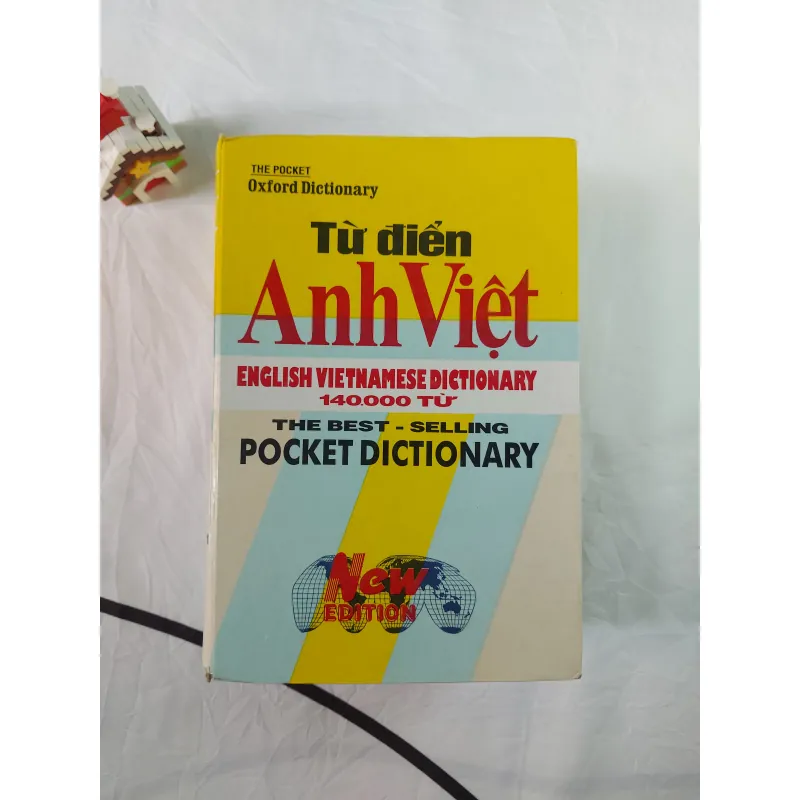 THE POCKET
Oxford Dictionary
Từ điển
Anh Việt
ENGLISH VIETNAMESE DICTIONARY
140.000 TỪ
THE BEST - SELLING
POCKET DICTIONARY
New
EDITION